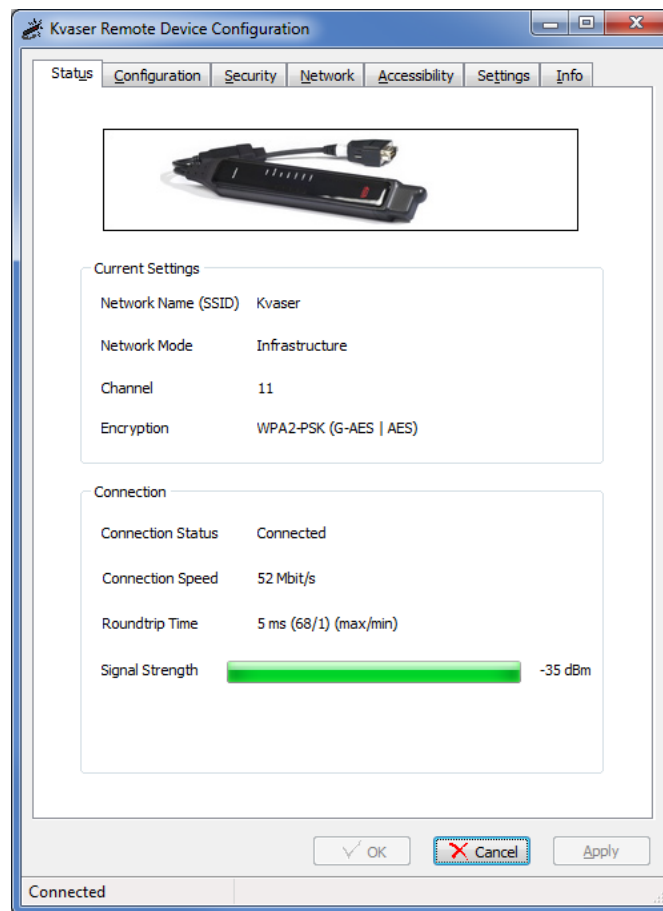 Kvaser Remote Device Configuration
Status Configuration Security Network Accessibility Settings Info
Current Settings
Network Name (SSID) Kvaser
Network Mode Infrastructure
Channel 11
Encryption WPA2-PSK (G-AES | AES)
Connection
Connection Status Connected
Connection Speed 52 Mbit/s
Roundtrip Time 5 ms (68/1) (max/min)
Signal Strength -35 dBm
OK Cancel Apply
Connected